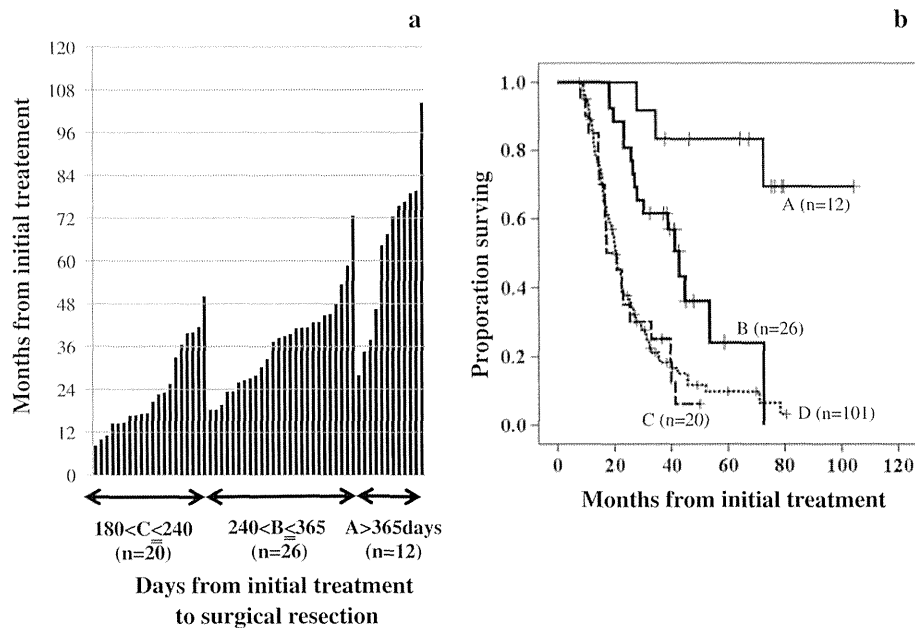 a
120
108
96
84
72
60
48
36
24
12
0
Months from initial treatement
180<C≦240
(n=20)
240<B≦365
(n=26)
A>365days
(n=12)
Days from initial treatment
to surgical resection
b
1.0
0.8
0.6
0.4
0.2
0.0
Proporation surving
A (n=12)
B (n=26)
C (n=20)
D (n=101)
0
20
40
60
80
100
120
Months from initial treatment